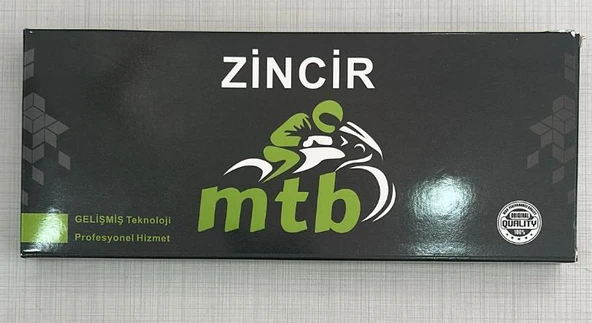 ZİNCİR
mtb
GELİŞMİŞ Teknoloji
Profesyonel Hizmet
ORIGINAL
QUALITY
100%